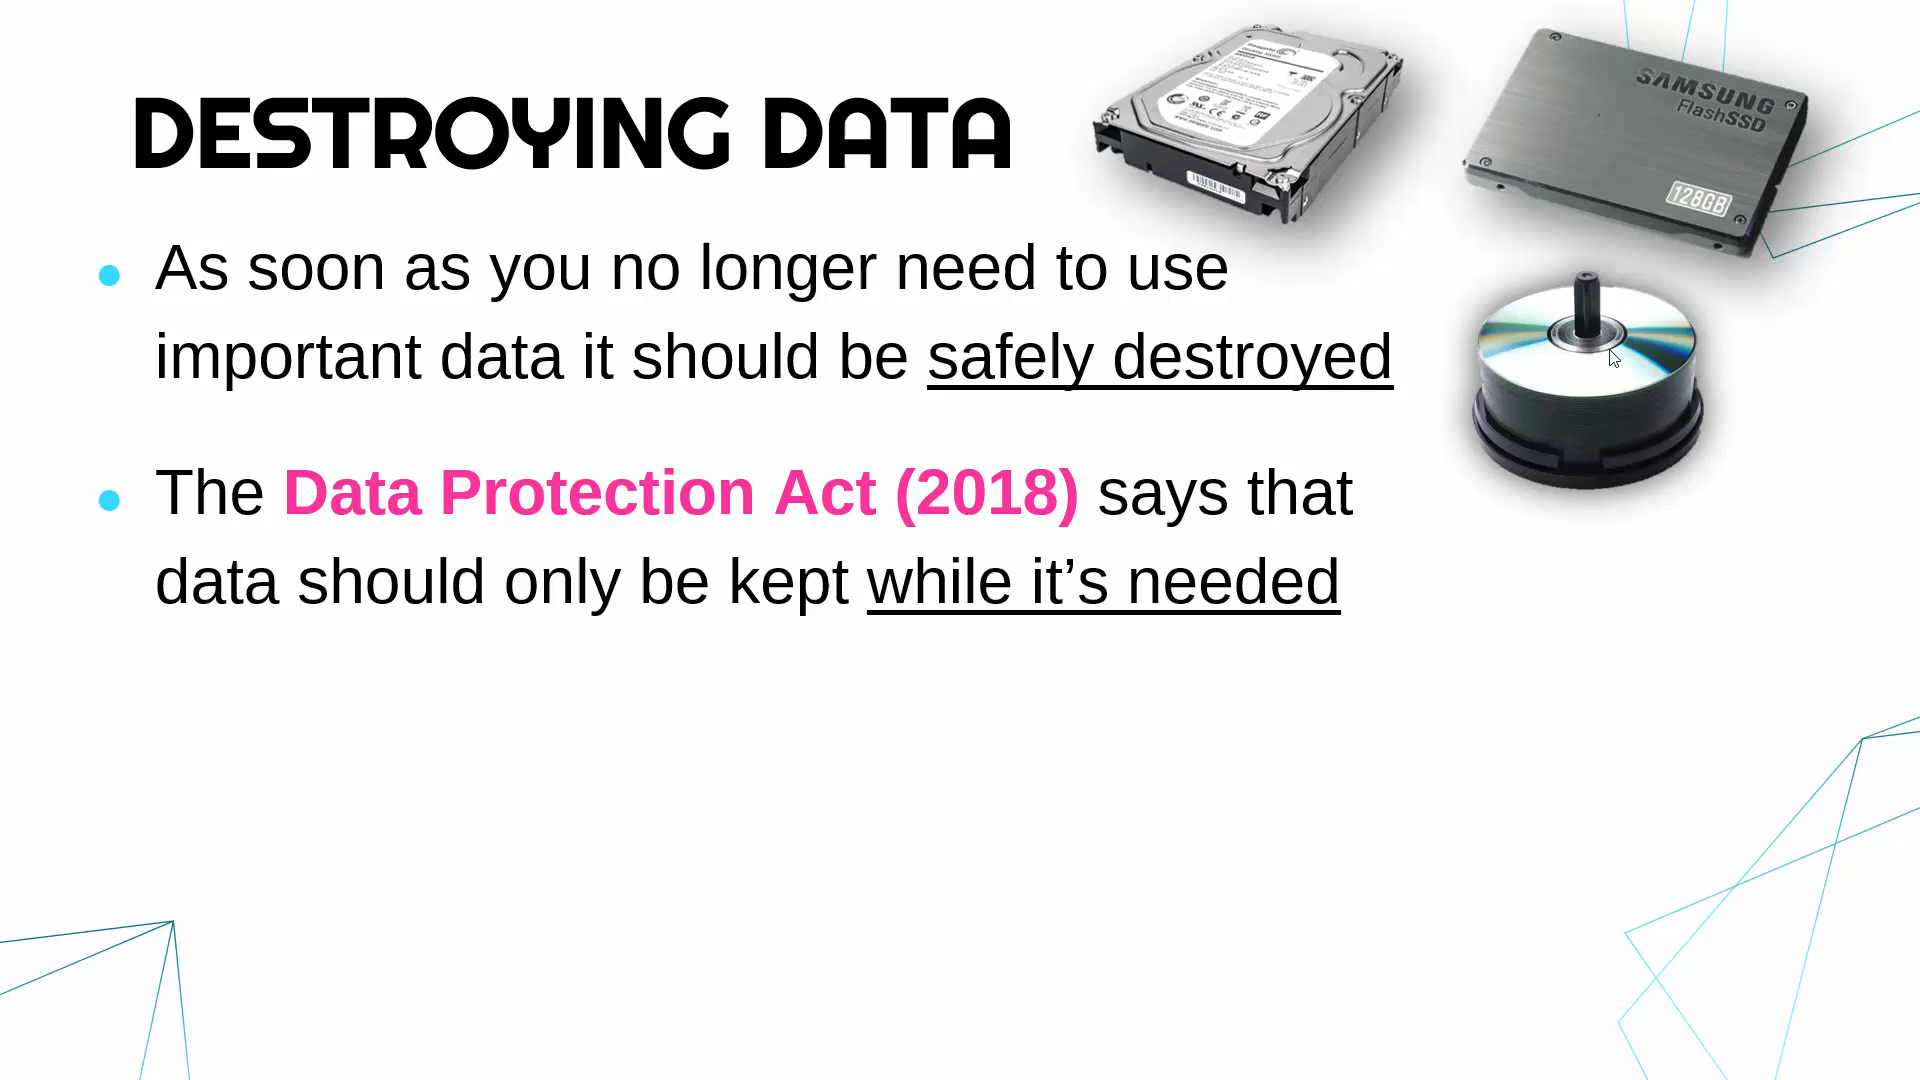 DESTROYING DATA
SAMSUNG
FlashSSD
128GB
As soon as you no longer need to use
important data it should be safely destroyed
The Data Protection Act (2018) says that
data should only be kept while it’s needed